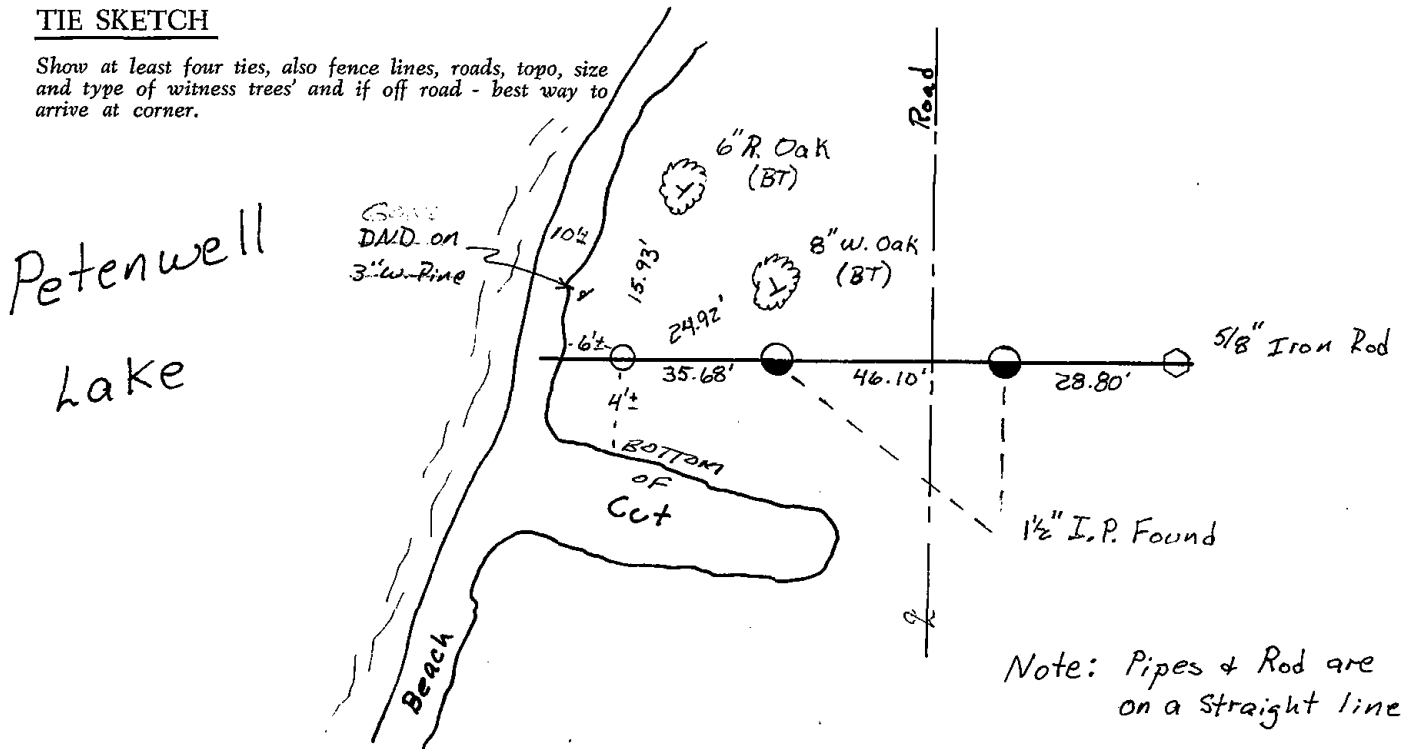 TIE SKETCH
Show at least four ties, also fence lines, roads, topo, size
and type of witness trees' and if off road - best way to
arrive at corner.
Road
6" R. Oak
(BT)
8" W. Oak
(BT)
10'±
DND on
3" W. Pine
15.93'
24.92'
Petenwell
Lake
6'±
35.68'
46.10'
28.80'
5/8" Iron Rod
4'±
BOTTOM
OF
Cut
1½" I.P. Found
Beach
Note: Pipes & Rod are
on a Straight line